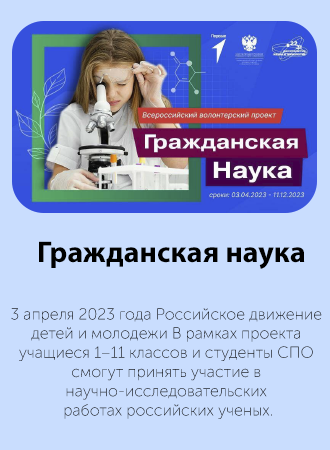 Первые
Всероссийский волонтерский проект
Гражданская
Наука
сроки: 03.04.2023 - 11.12.2023
Гражданская наука
3 апреля 2023 года Российское движение
детей и молодежи В рамках проекта
учащиеся 1–11 классов и студенты СПО
смогут принять участие в
научно-исследовательских
работах российских ученых.